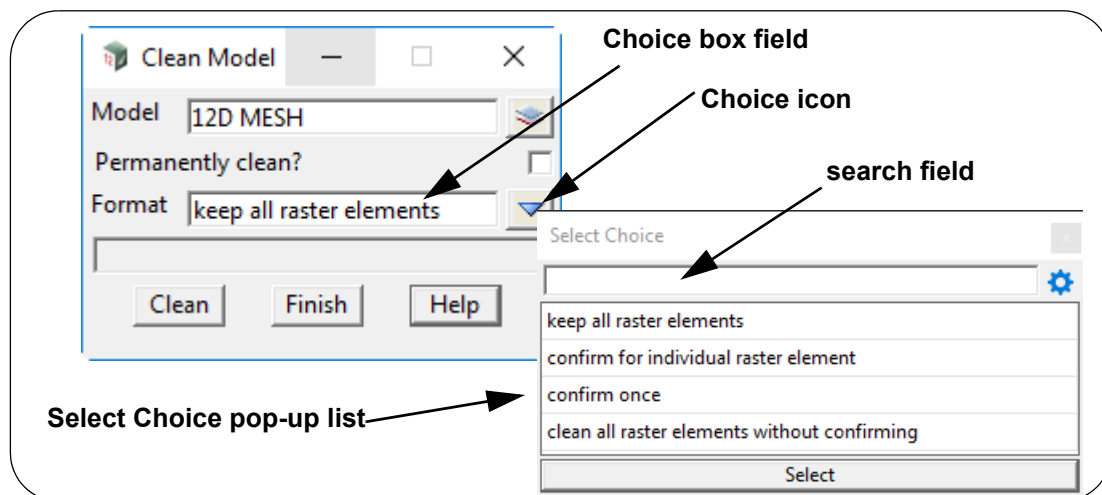 Clean Model
Choice box field
Model 12D MESH
Choice icon
Permanently clean?
search field
Format keep all raster elements
Select Choice
Clean Finish Help
keep all raster elements
confirm for individual raster element
confirm once
Select Choice pop-up list
clean all raster elements without confirming
Select